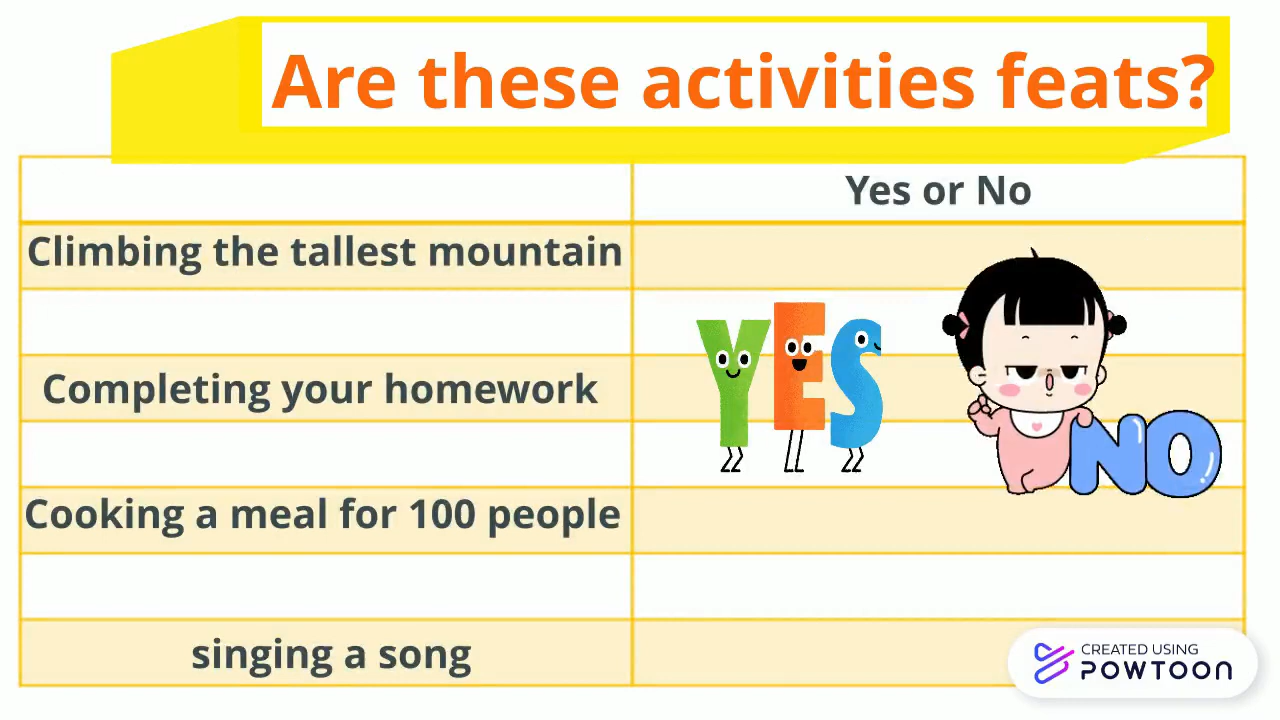 Are these activities feats?
Yes or No
Climbing the tallest mountain
YES
Completing your homework
NO
Cooking a meal for 100 people
singing a song
CREATED USING
POWTOON